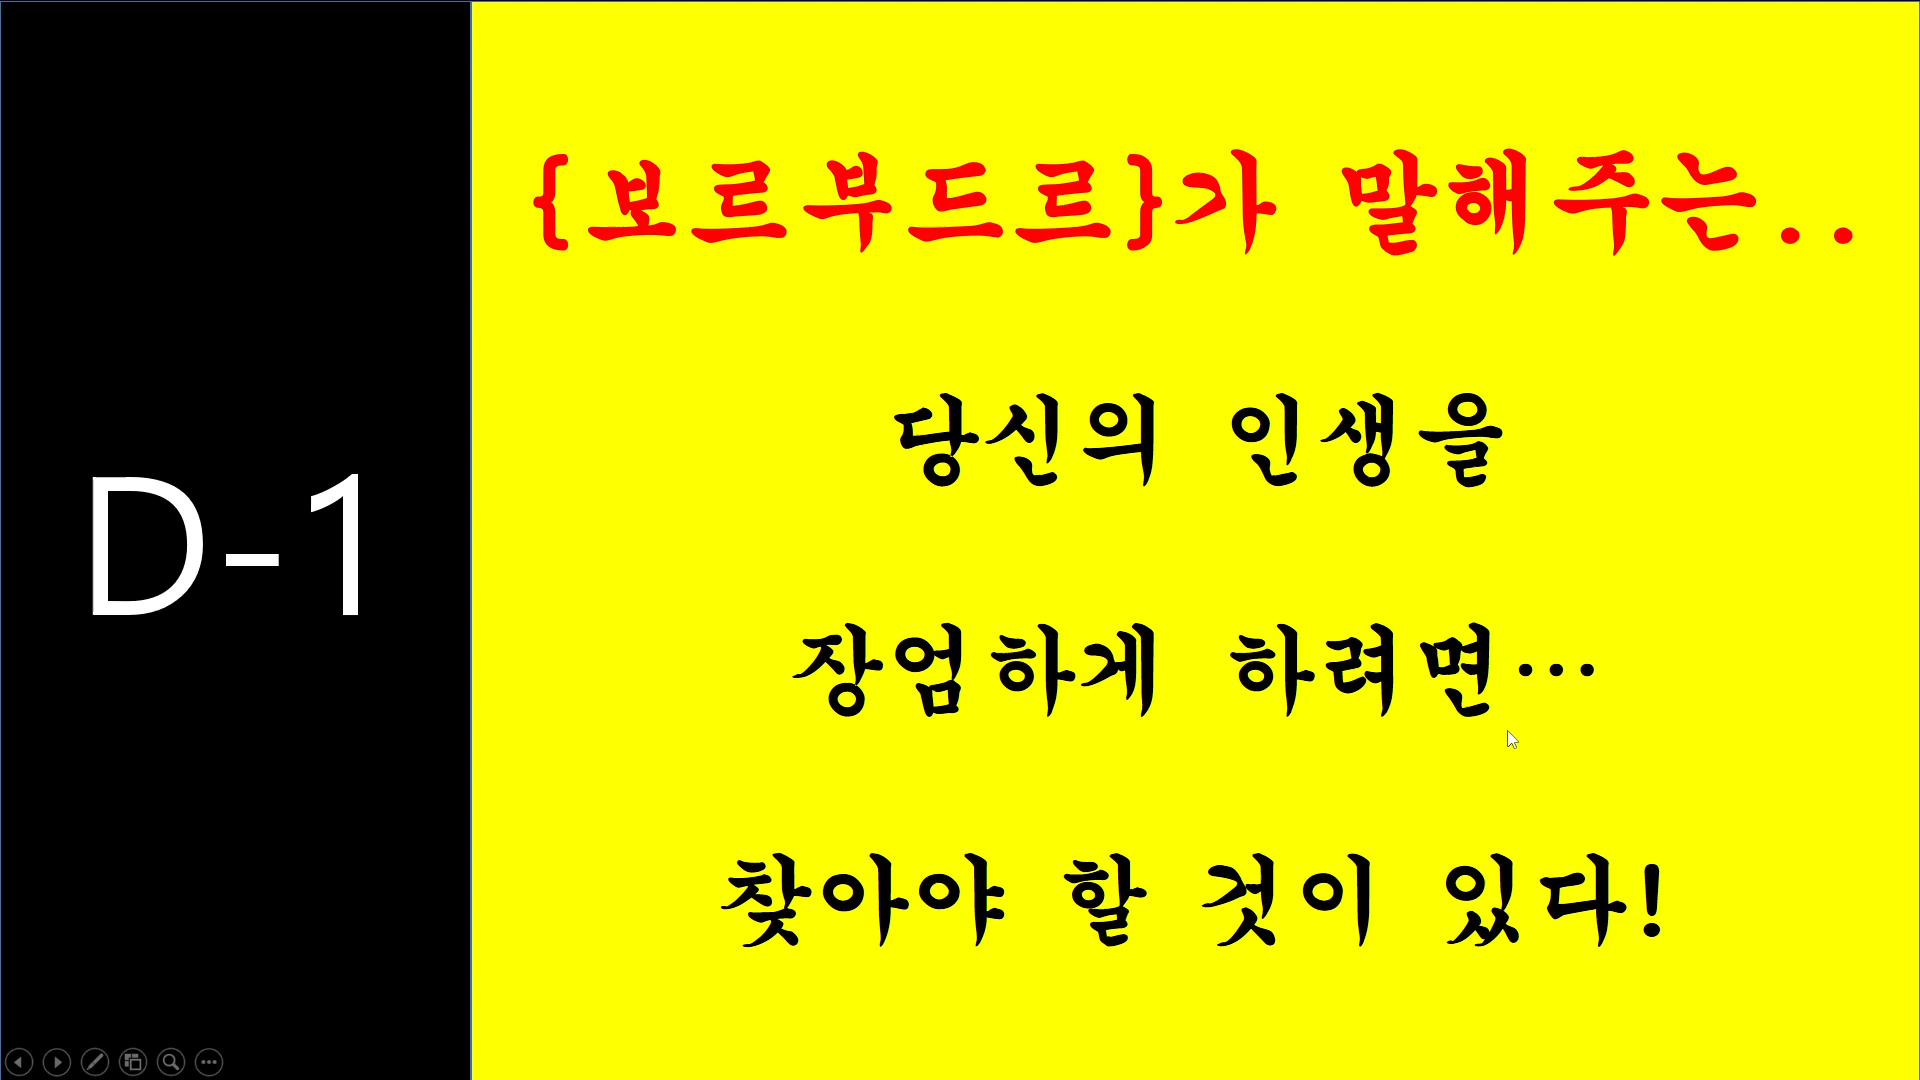 D-1
{보르부드르}가 말해주는..
당신의 인생을
장엄하게 하려면…
찾아야 할 것이 있다!